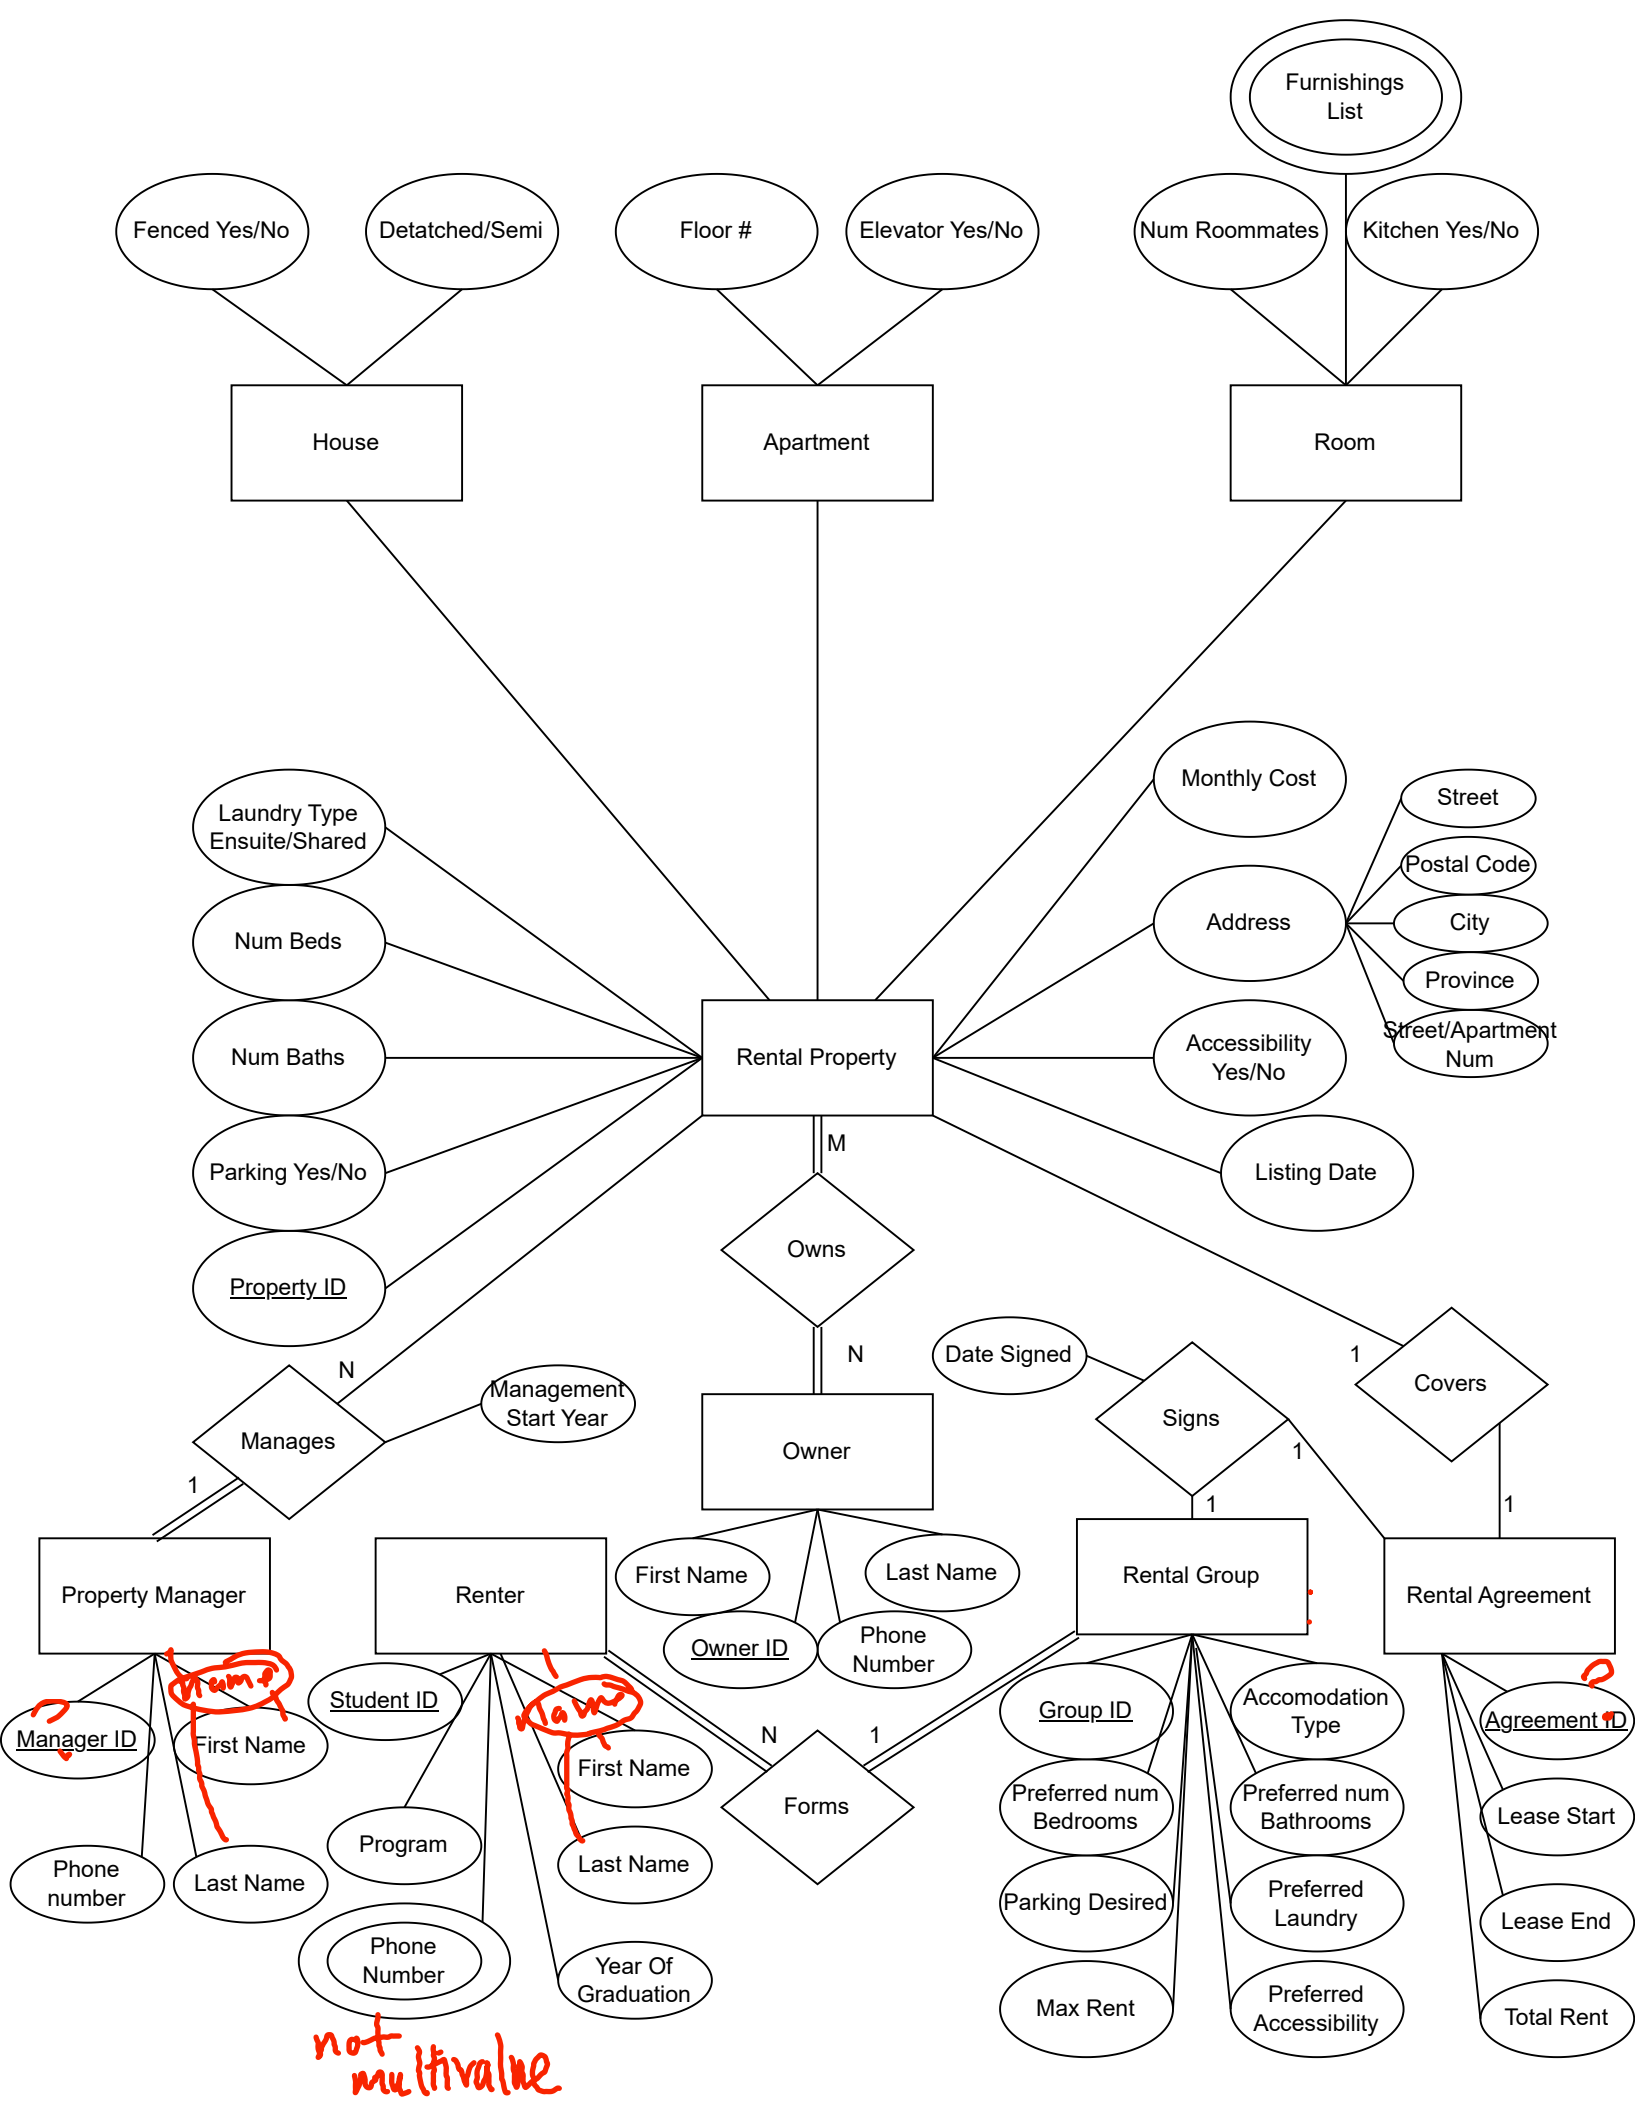 Furnishings
List
Fenced Yes/No
Detatched/Semi
Floor #
Elevator Yes/No
Num Roommates
Kitchen Yes/No
House
Apartment
Room
Monthly Cost
Laundry Type
Ensuite/Shared
Street
Postal Code
Address
City
Num Beds
Province
Street/Apartment
Num
Num Baths
Rental Property
Accessibility
Yes/No
M
Parking Yes/No
Listing Date
Owns
Property ID
N
N
Date Signed
1
Management
Start Year
Covers
Signs
Manages
Owner
1
1
1
1
Property Manager
Renter
First Name
Last Name
Rental Group
Rental Agreement
Owner ID
Phone
Number
name
name
?
?
Manager ID
First Name
Student ID
First Name
N
1
Group ID
Accomodation
Type
Agreement ID
Forms
Preferred num
Bedrooms
Preferred num
Bathrooms
Lease Start
Program
Last Name
Phone
number
Last Name
Parking Desired
Preferred
Laundry
Lease End
Phone
Number
Year Of
Graduation
Max Rent
Preferred
Accessibility
Total Rent
not
multivalue